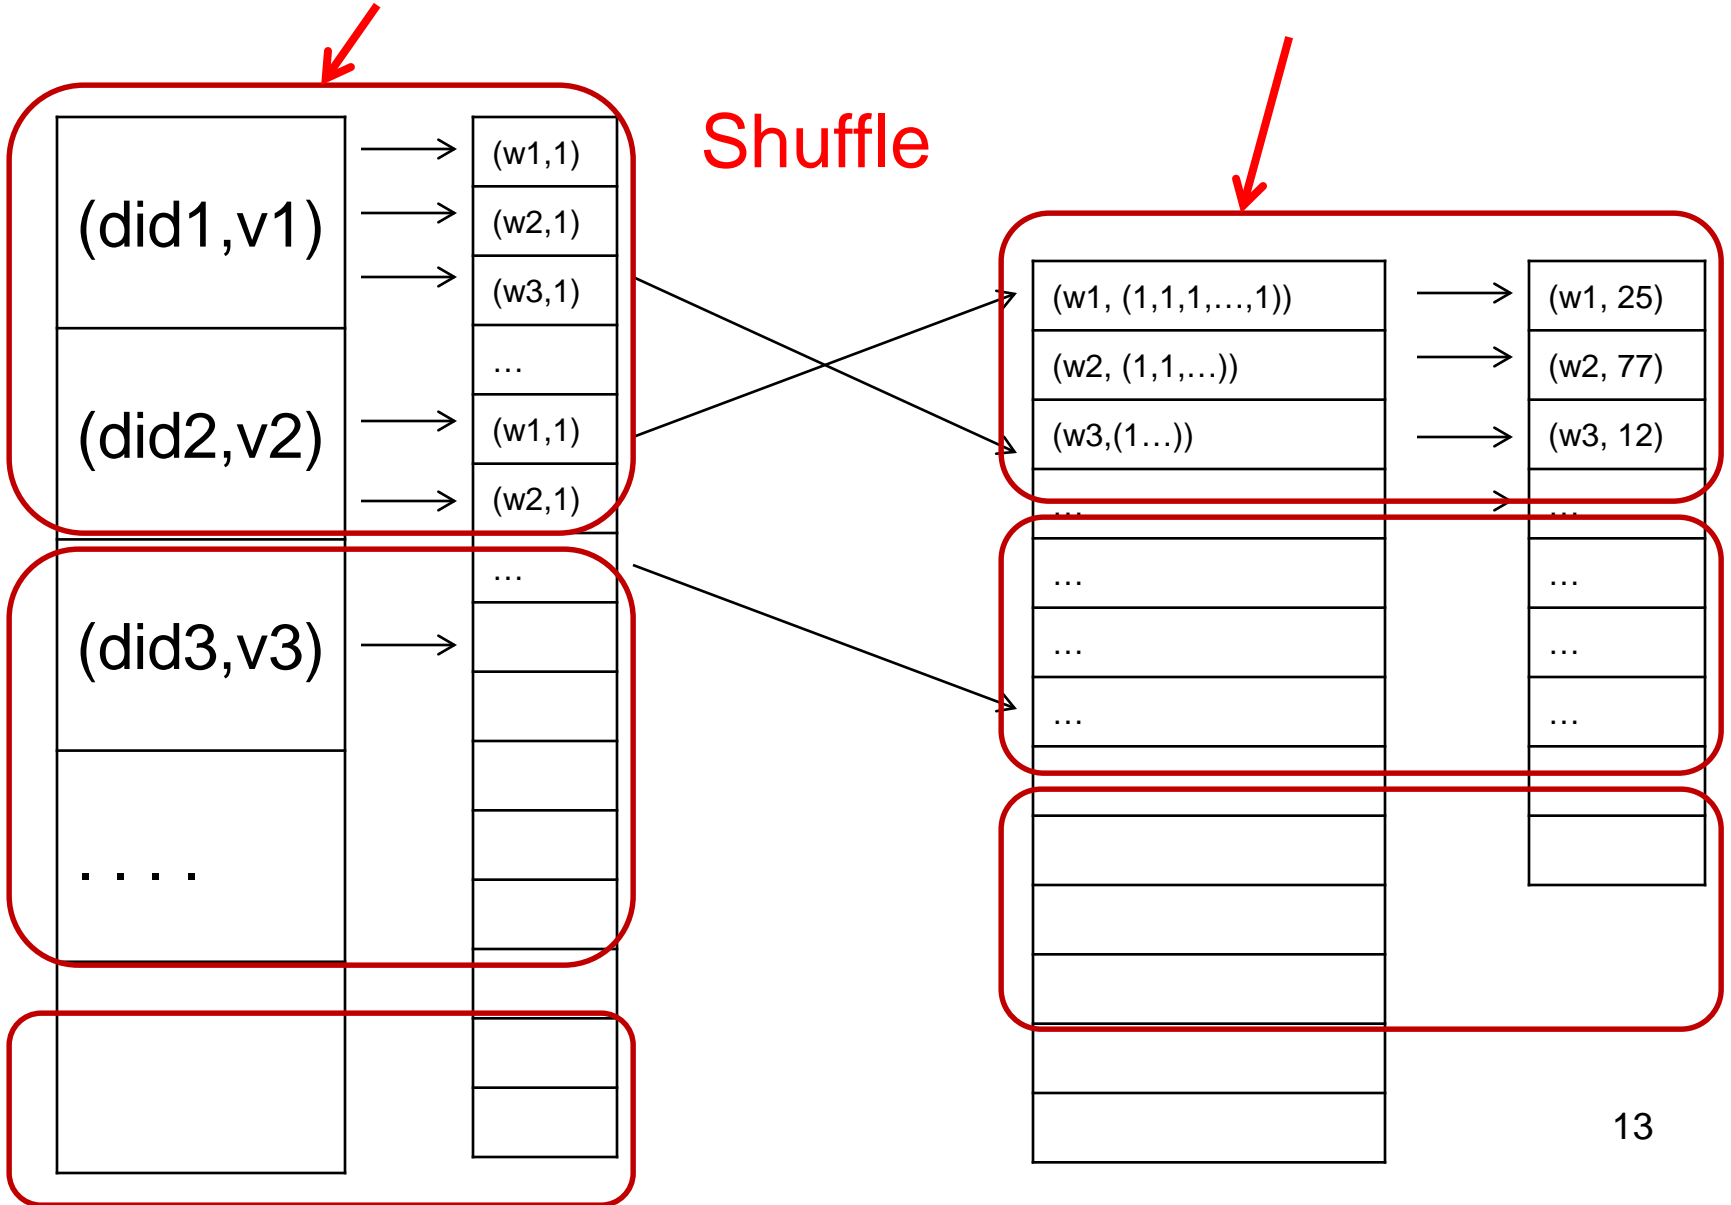 Shuffle
(did1,v1)
(did2,v2)
(did3,v3)
. . . .
(w1,1)
(w2,1)
(w3,1)
…
(w1,1)
(w2,1)
…
(w1, (1,1,1,…,1))
(w2, (1,1,…))
(w3,(1…))
…
…
…
…
(w1, 25)
(w2, 77)
(w3, 12)
…
…
…
…
13